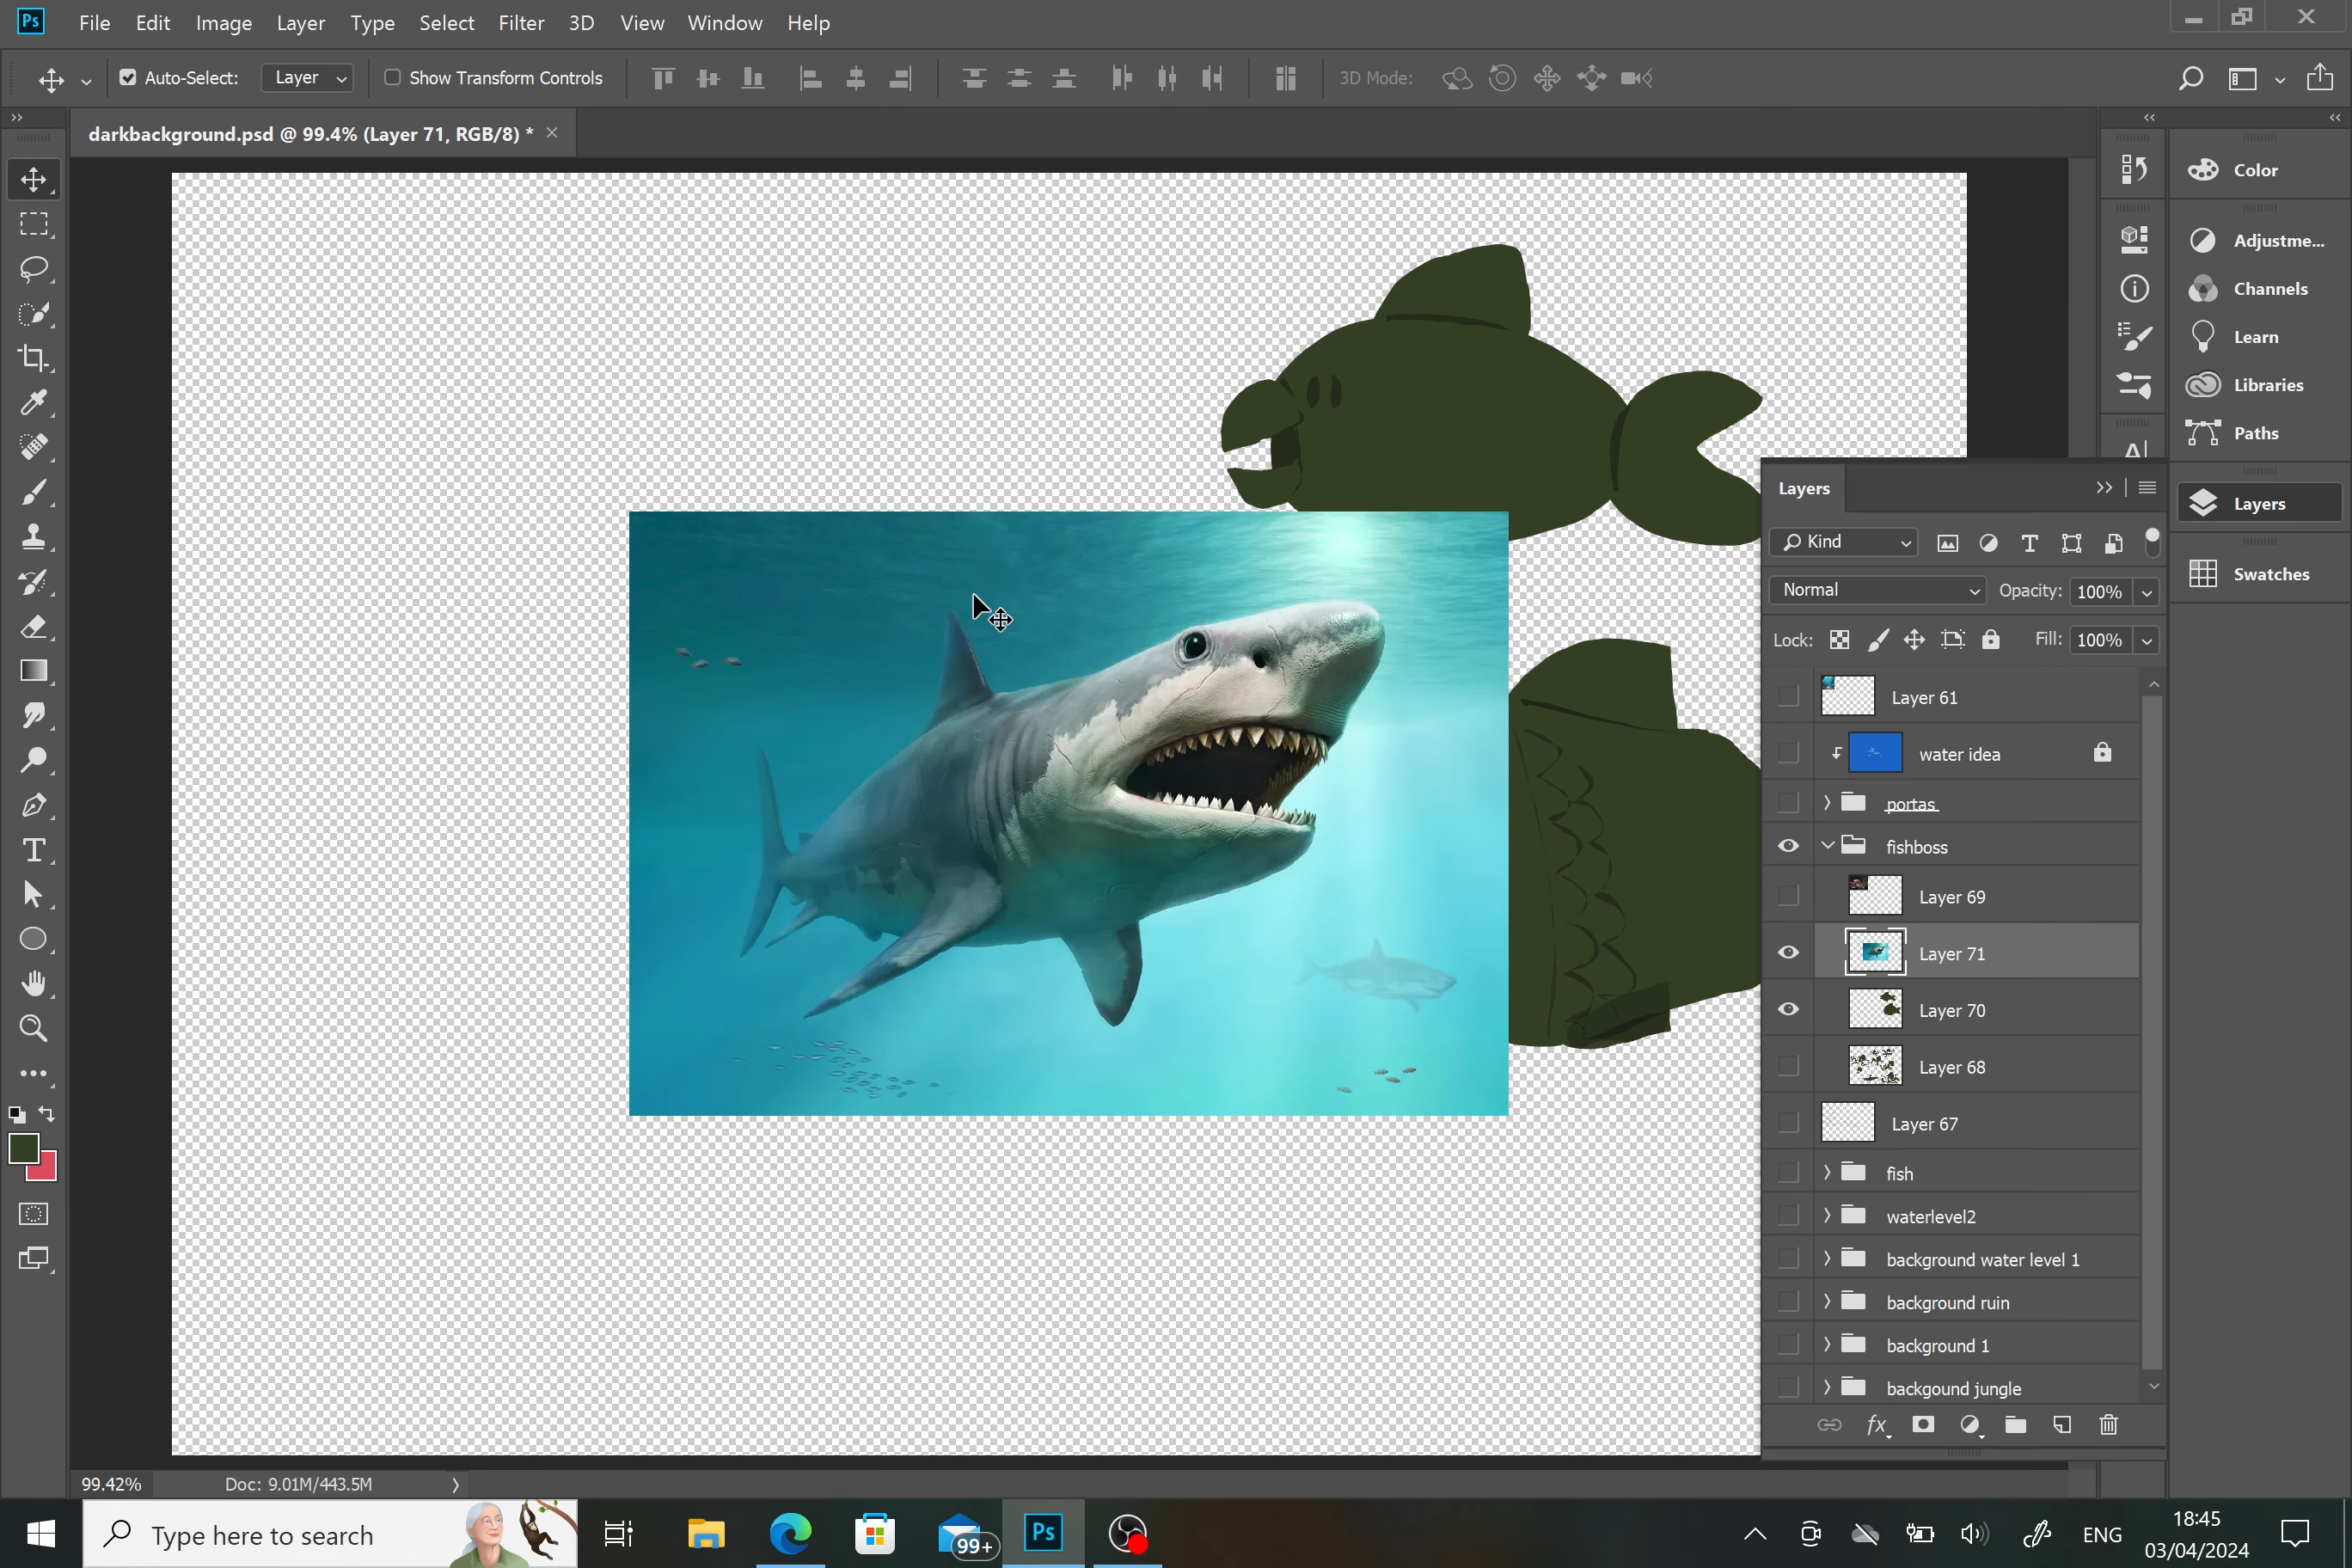 Ps
File Edit Image Layer Type Select Filter 3D View Window Help
Auto-Select: Layer Show Transform Controls 3D Mode:
darkbackground.psd @ 99.4% (Layer 71, RGB/8) *
Color
Adjustme...
Channels
Learn
Libraries
Paths
Layers
Swatches
A
Layers
Kind
Normal Opacity: 100%
Lock: Fill: 100%
Layer 61
water idea
portas
fishboss
Layer 69
Layer 71
Layer 70
Layer 68
Layer 67
fish
waterlevel2
background water level 1
background ruin
background 1
backgound jungle
fx
T
99.42% Doc: 9.01M/443.5M
Type here to search
99+
Ps
ENG
18:45
03/04/2024